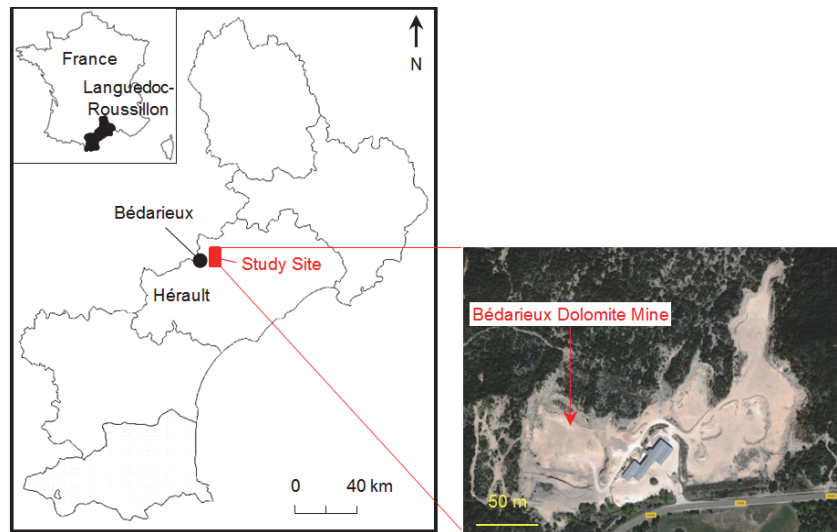 France
Languedoc-
Roussillon
N
Bédarieux
Study Site
Hérault
0 40 km
Bédarieux Dolomite Mine
50 m